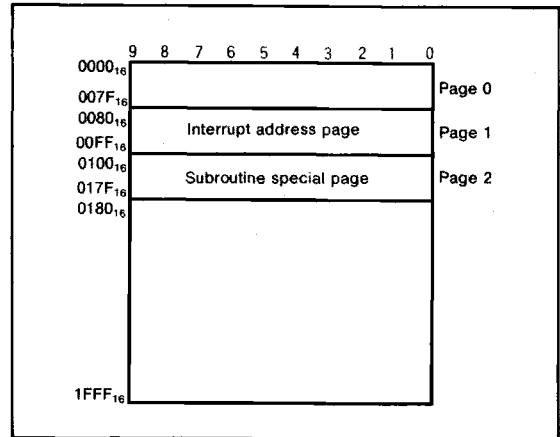 9 8 7 6 5 4 3 2 1 0
0000₁₆
Page 0
007F₁₆
0080₁₆
Interrupt address page Page 1
00FF₁₆
0100₁₆
Subroutine special page Page 2
017F₁₆
0180₁₆
1FFF₁₆